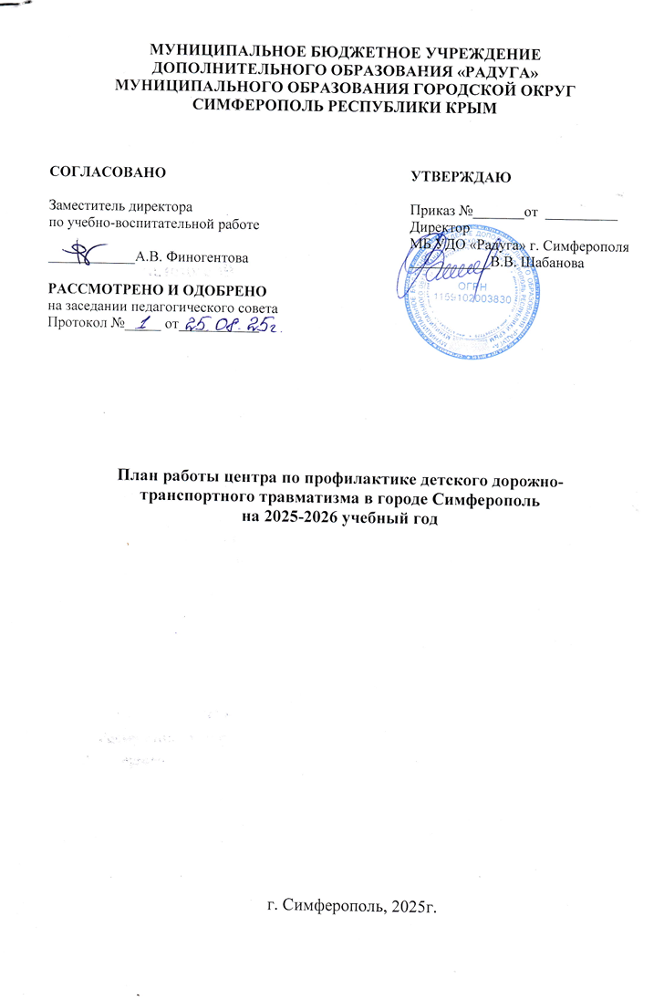 МУНИЦИПАЛЬНОЕ БЮДЖЕТНОЕ УЧРЕЖДЕНИЕ
ДОПОЛНИТЕЛЬНОГО ОБРАЗОВАНИЯ «РАДУГА»
МУНИЦИПАЛЬНОГО ОБРАЗОВАНИЯ ГОРОДСКОЙ ОКРУГ
СИМФЕРОПОЛЬ РЕСПУБЛИКИ КРЫМ
СОГЛАСОВАНО
Заместитель директора
по учебно-воспитательной работе
____________А.В. Финогентова
РАССМОТРЕНО И ОДОБРЕНО
на заседании педагогического совета
Протокол № 1 от 25.08.25г.
УТВЕРЖДАЮ
Приказ №_______от __________
Директор
МБУДО «Радуга» г. Симферополя
___________В.В. Шабанова
ОГРН
1159102003830
План работы центра по профилактике детского дорожно-
транспортного травматизма в городе Симферополь
на 2025-2026 учебный год
г. Симферополь, 2025г.